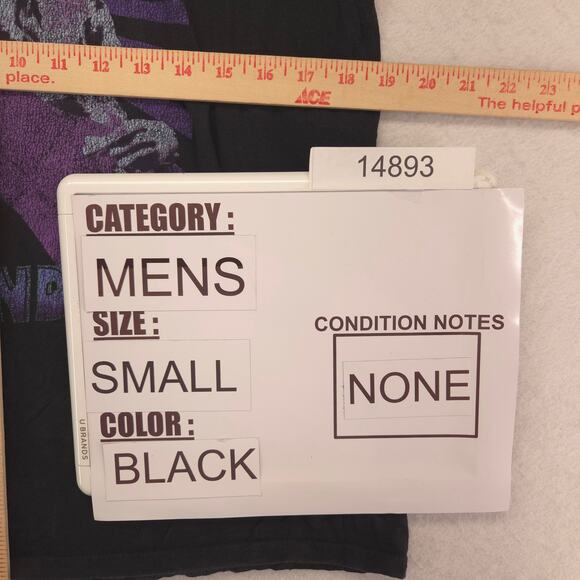 10 11 12 13 14 15 16 17 18 19 20 21 22 23
place.
ACE
The helpful p
14893
CATEGORY :
MENS
SIZE :
SMALL
COLOR :
BLACK
CONDITION NOTES
NONE
U BRANDS